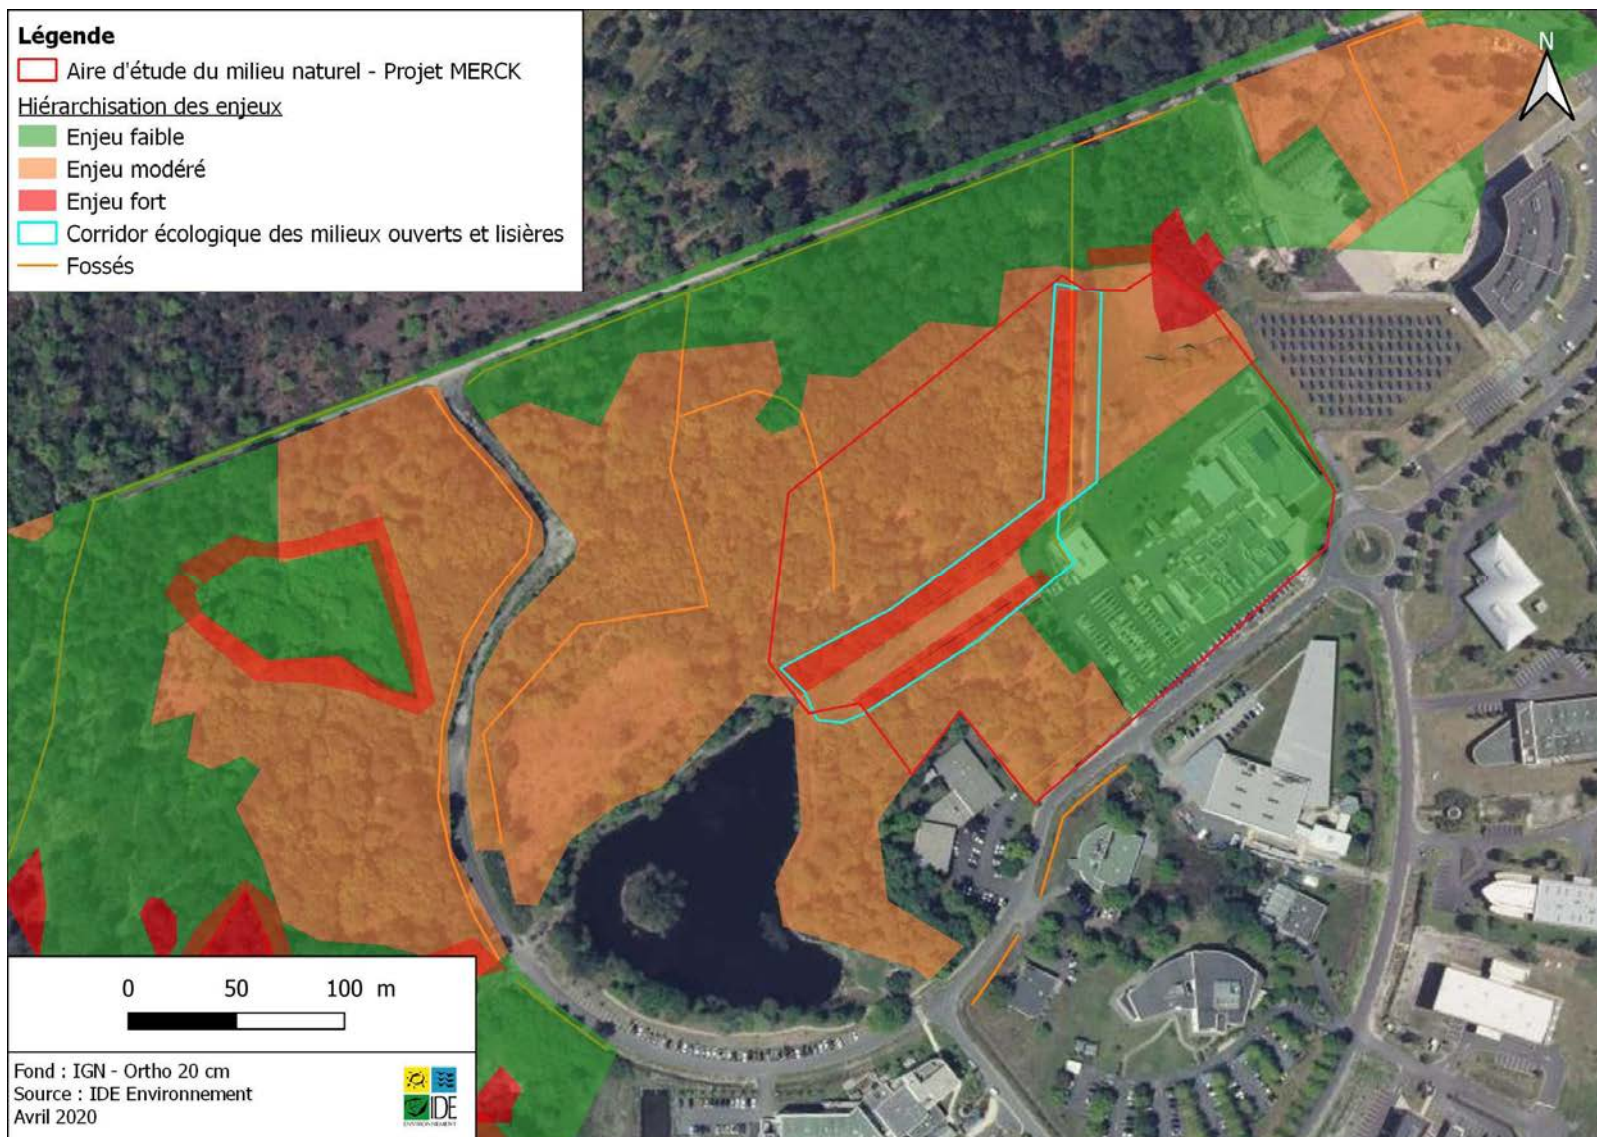 Légende
Aire d'étude du milieu naturel - Projet MERCK
Hiérarchisation des enjeux
Enjeu faible
Enjeu modéré
Enjeu fort
Corridor écologique des milieux ouverts et lisières
Fossés
N
0 50 100 m
Fond : IGN - Ortho 20 cm
Source : IDE Environnement
Avril 2020
IDE
ENVIRONNEMENT